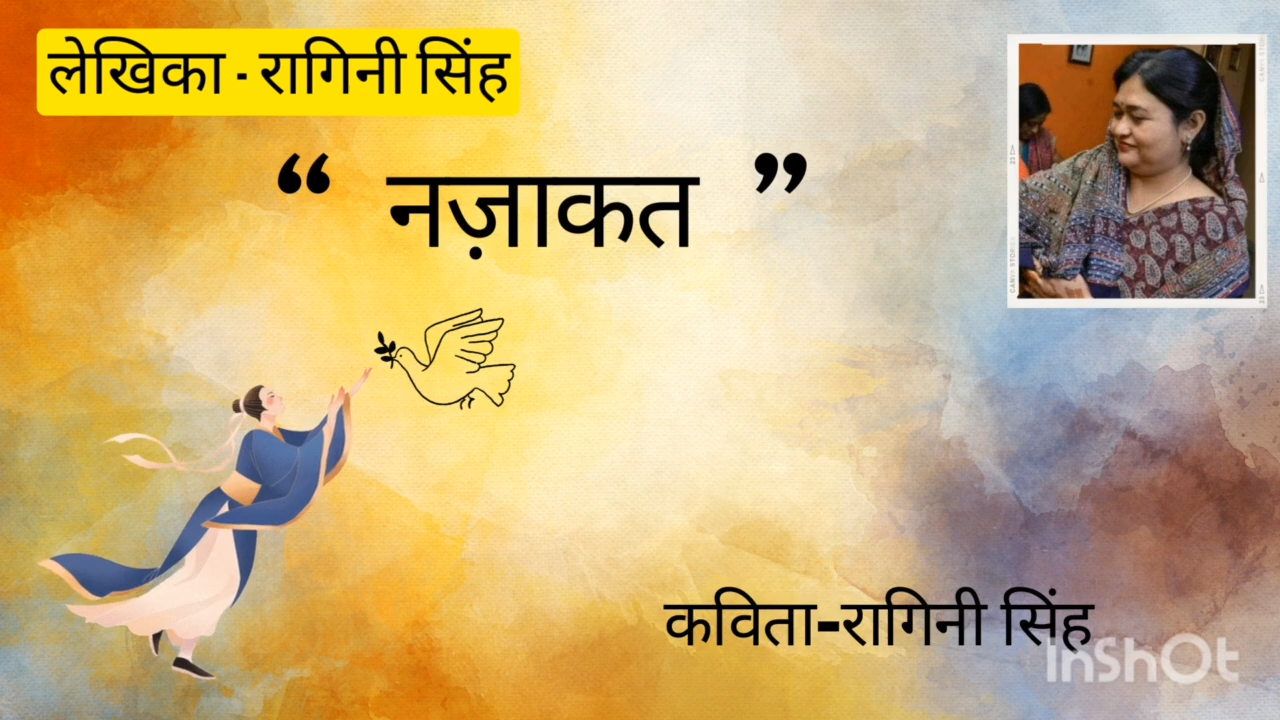 लेखिका - रागिनी सिंह
“ नज़ाकत ”
कविता-रागिनी सिंह
InShOt